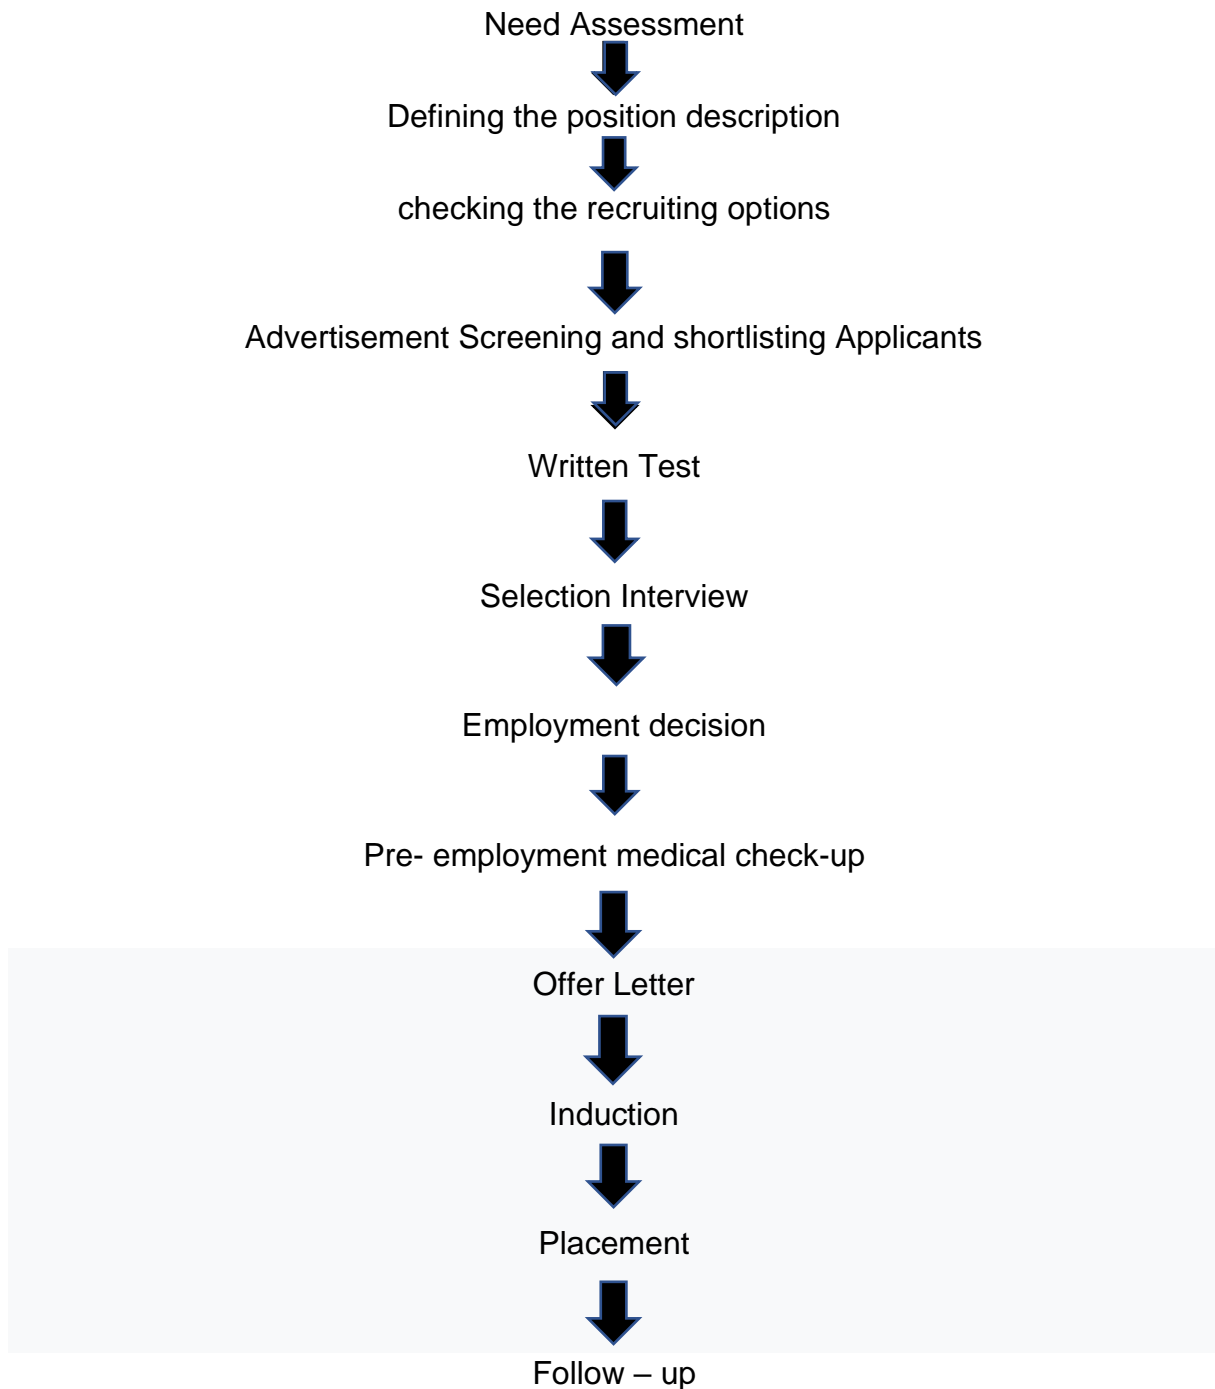 Need Assessment
Defining the position description
checking the recruiting options
Advertisement Screening and shortlisting Applicants
Written Test
Selection Interview
Employment decision
Pre- employment medical check-up
Offer Letter
Induction
Placement
Follow – up